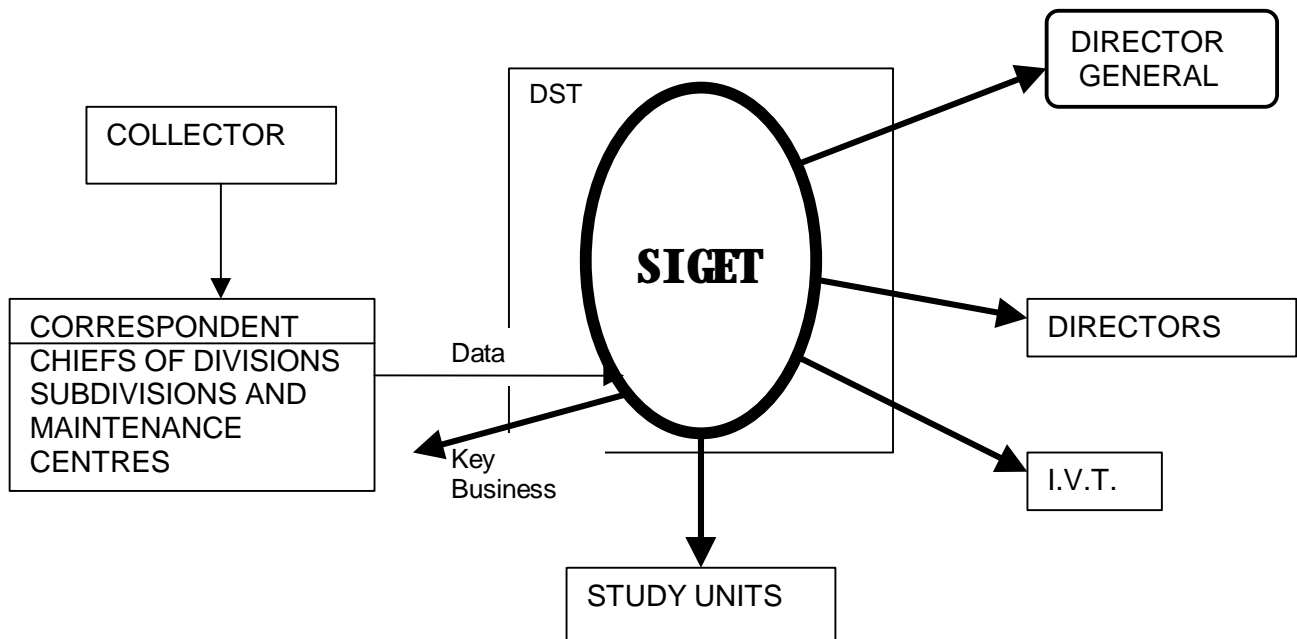 COLLECTOR
CORRESPONDENT
CHIEFS OF DIVISIONS
SUBDIVISIONS AND
MAINTENANCE
CENTRES
Data
Key
Business
DST
SIGET
DIRECTOR
GENERAL
DIRECTORS
I.V.T.
STUDY UNITS